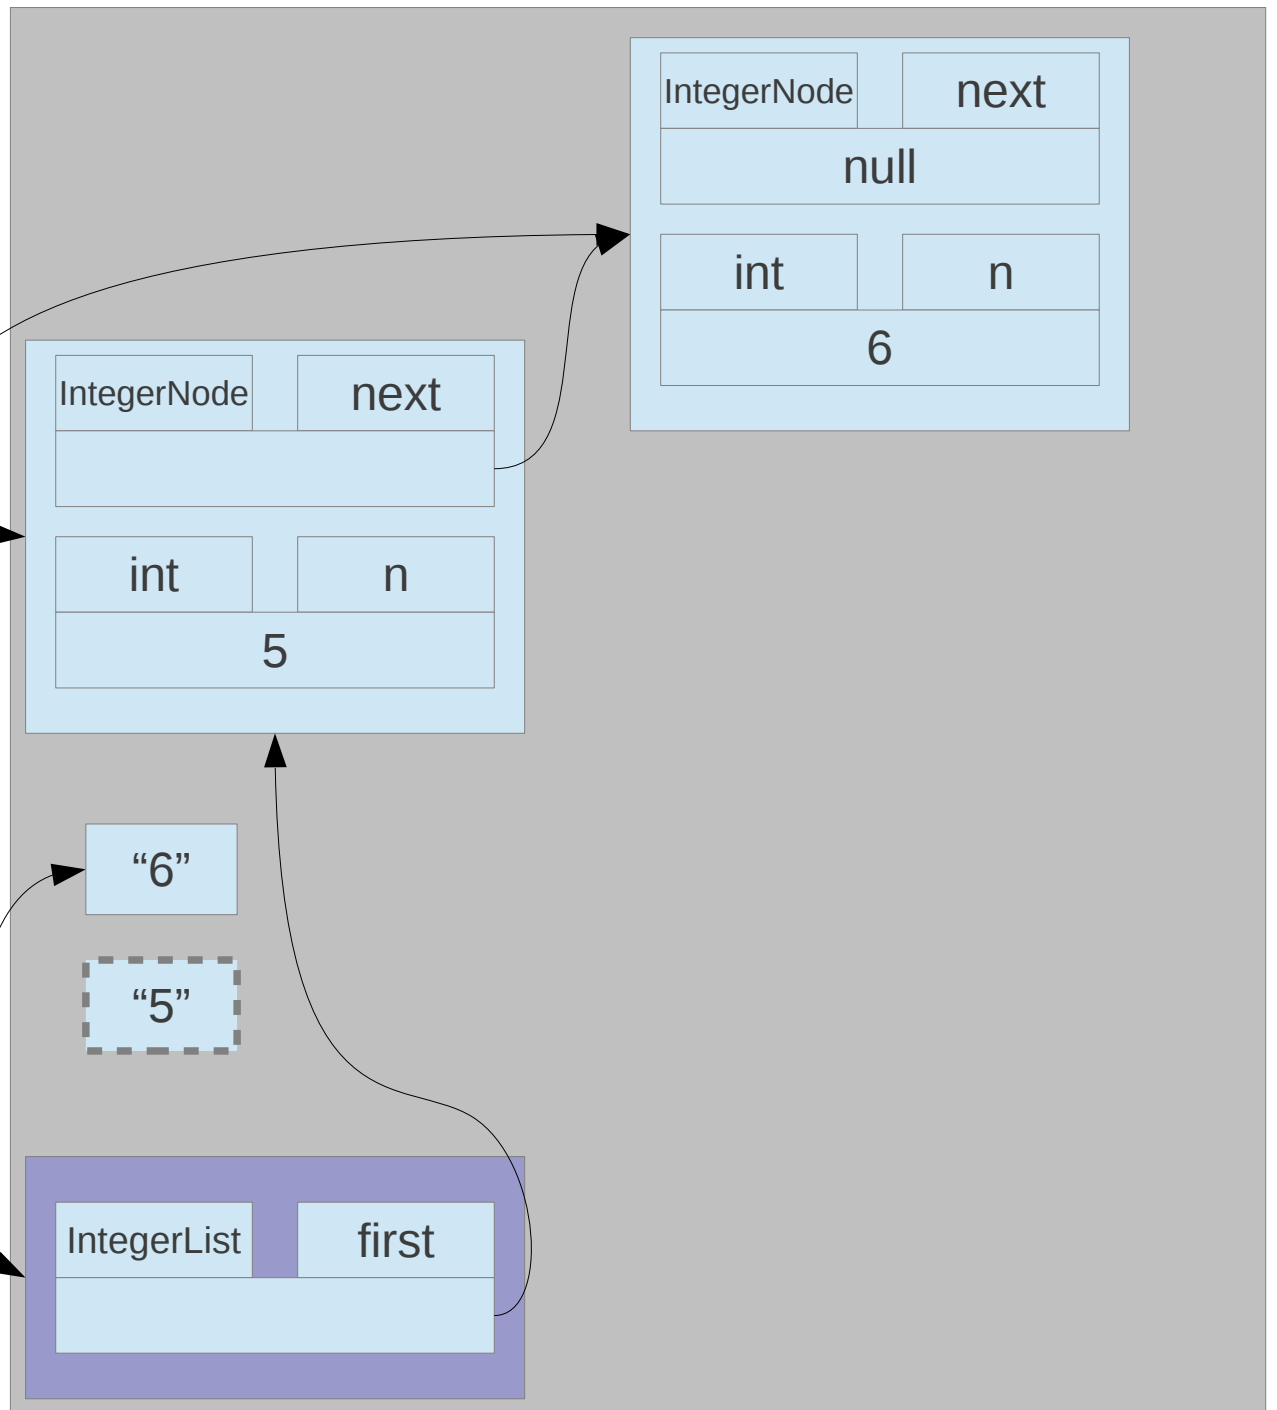 IntegerNode next
null
int n
6
IntegerNode next
int n
5
“6”
“5”
IntegerList first